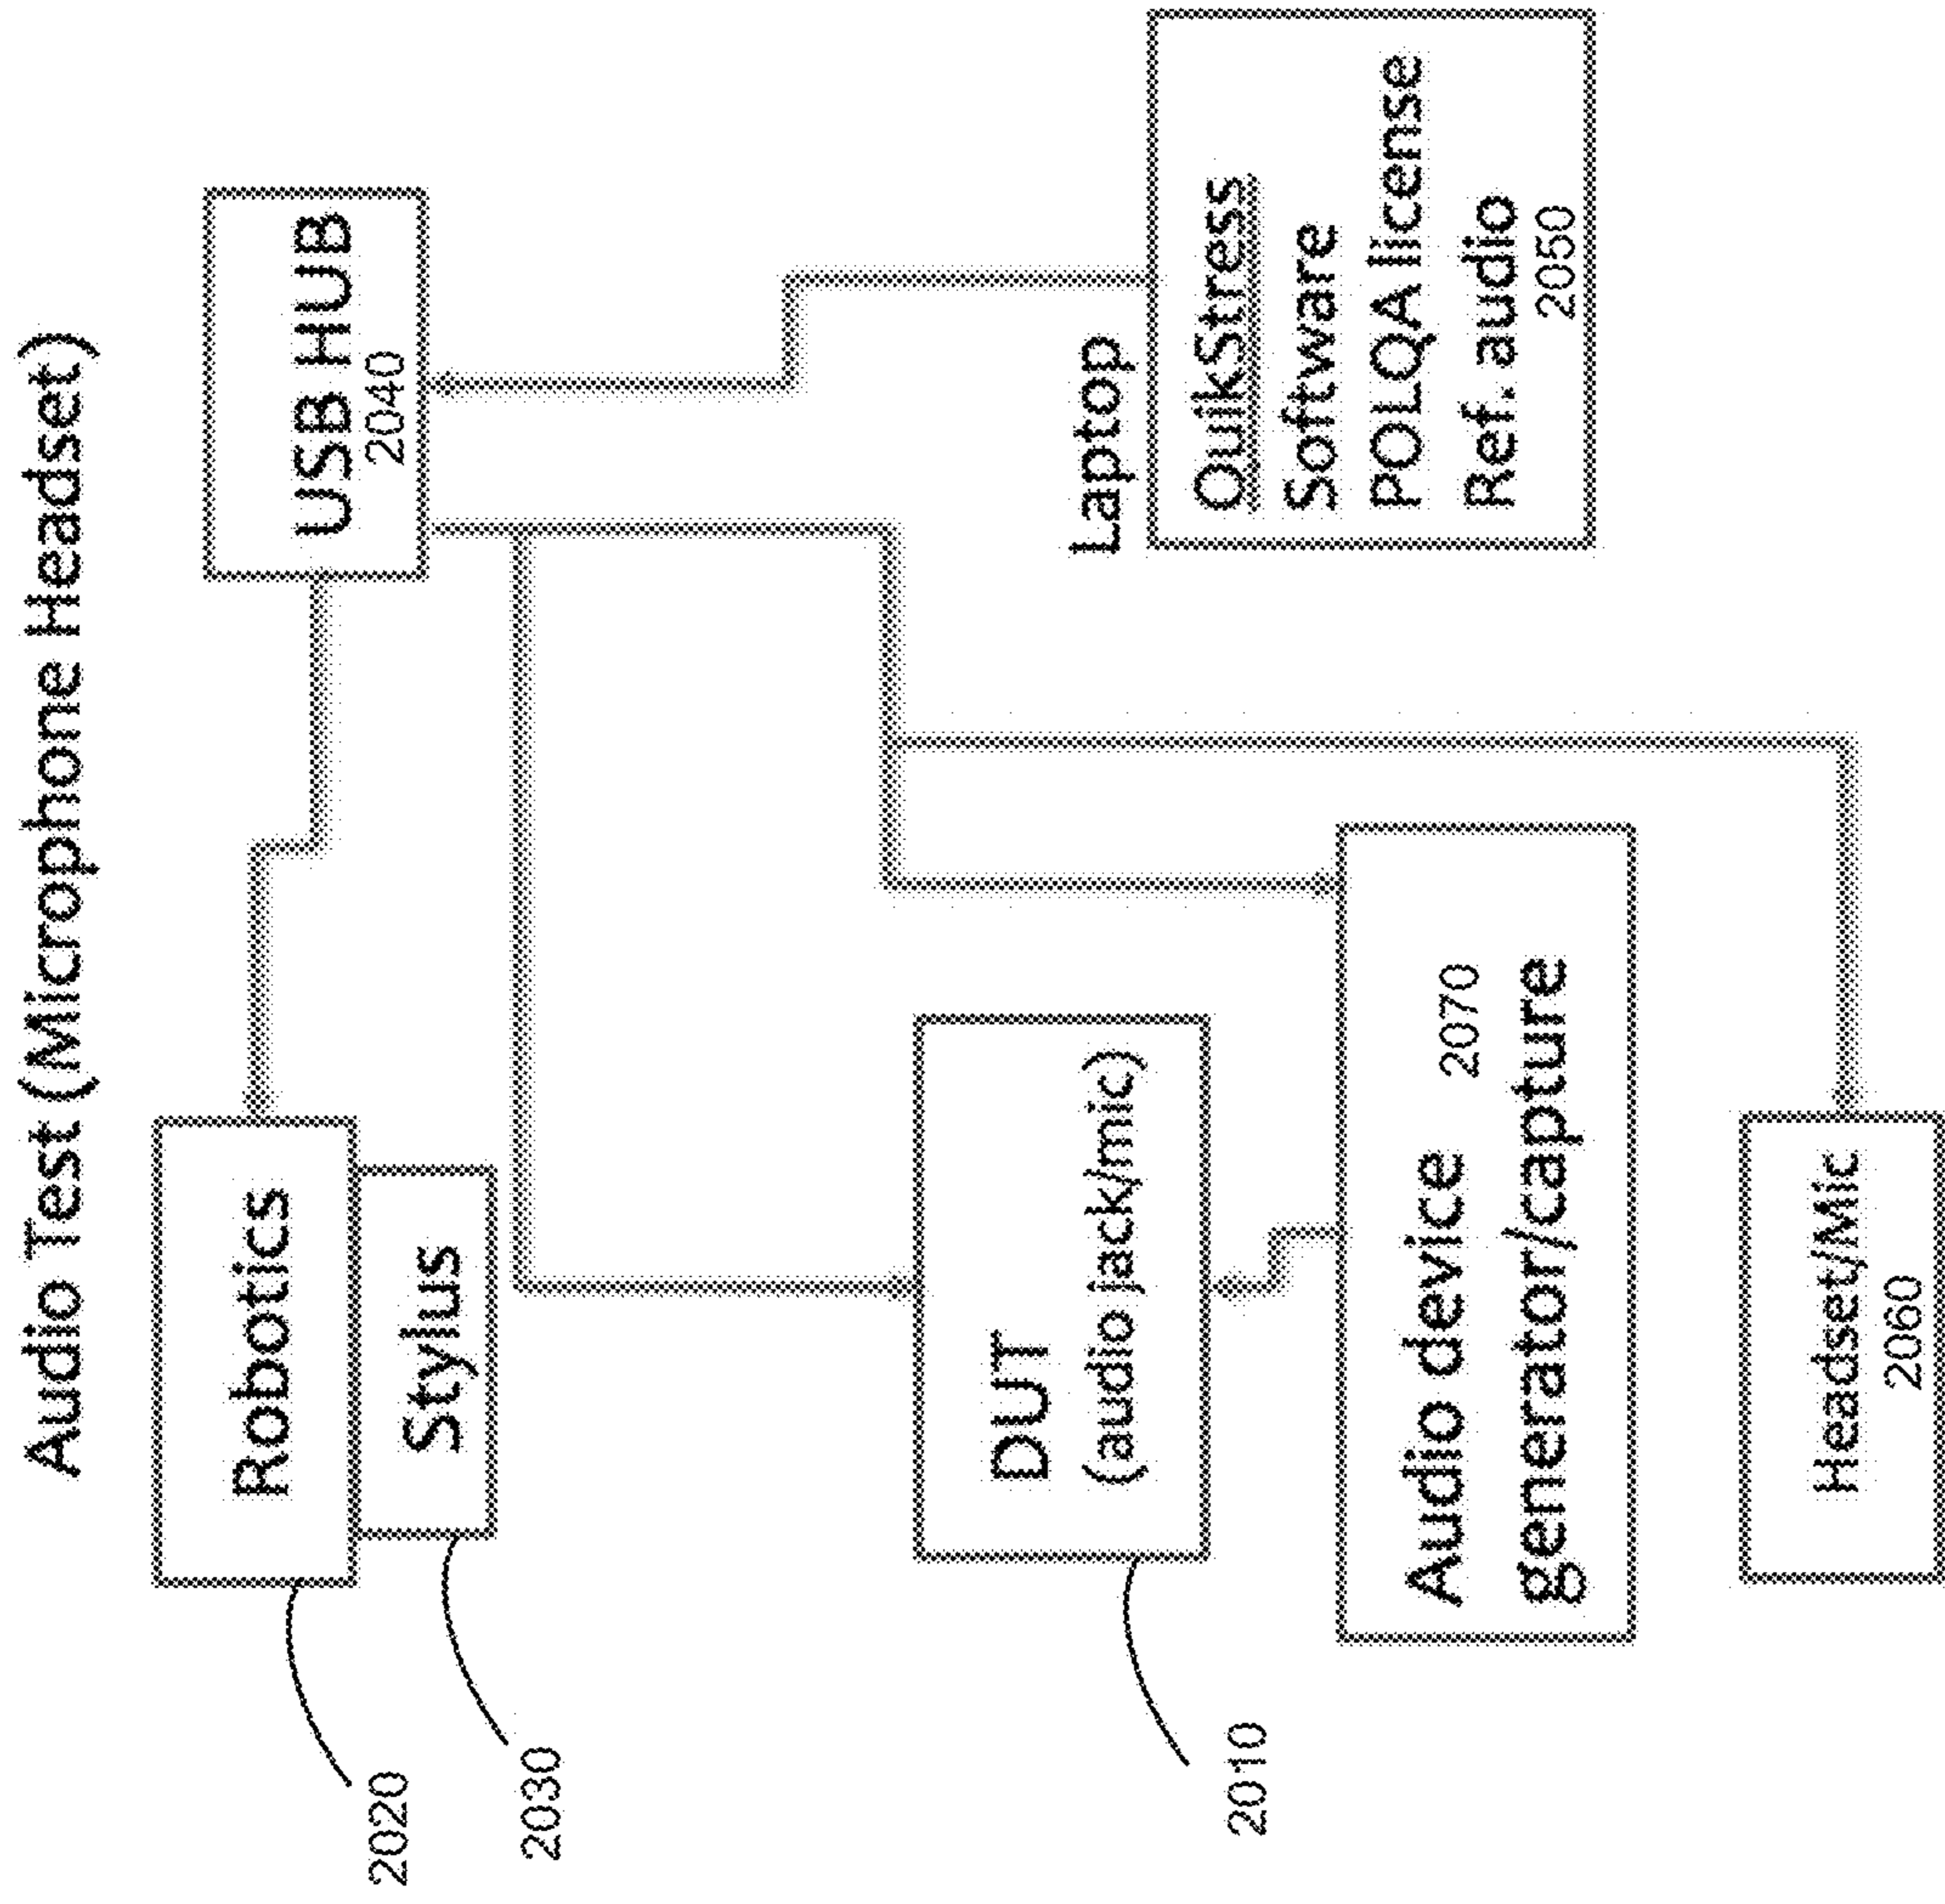 Audio Test (Microphone Headset)
Robotics
Stylus
2020
2030
USB HUB
2040
DUT
(audio jack/mic)
2010
Laptop
QuikStress
Software
POLQA license
Ref. audio
2050
Audio device 2070
generator/capture
Headset/Mic
2060